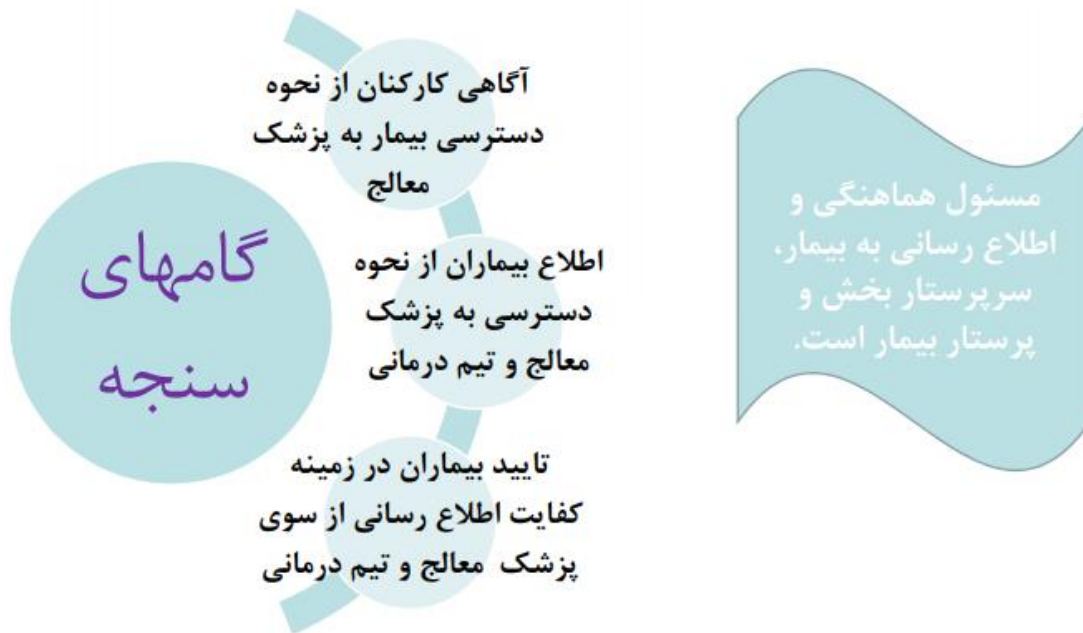 گامهای
سنجه
آگاهی کارکنان از نحوه
دسترسی بیمار به پزشک
معالج
اطلاع بیماران از نحوه
دسترسی به پزشک
معالج و تیم درمانی
تایید بیماران در زمینه
کفایت اطلاع رسانی از سوی
پزشک معالج و تیم درمانی
مسئول هماهنگی و
اطلاع رسانی به بیمار،
سرپرستار بخش و
پرستار بیمار است.